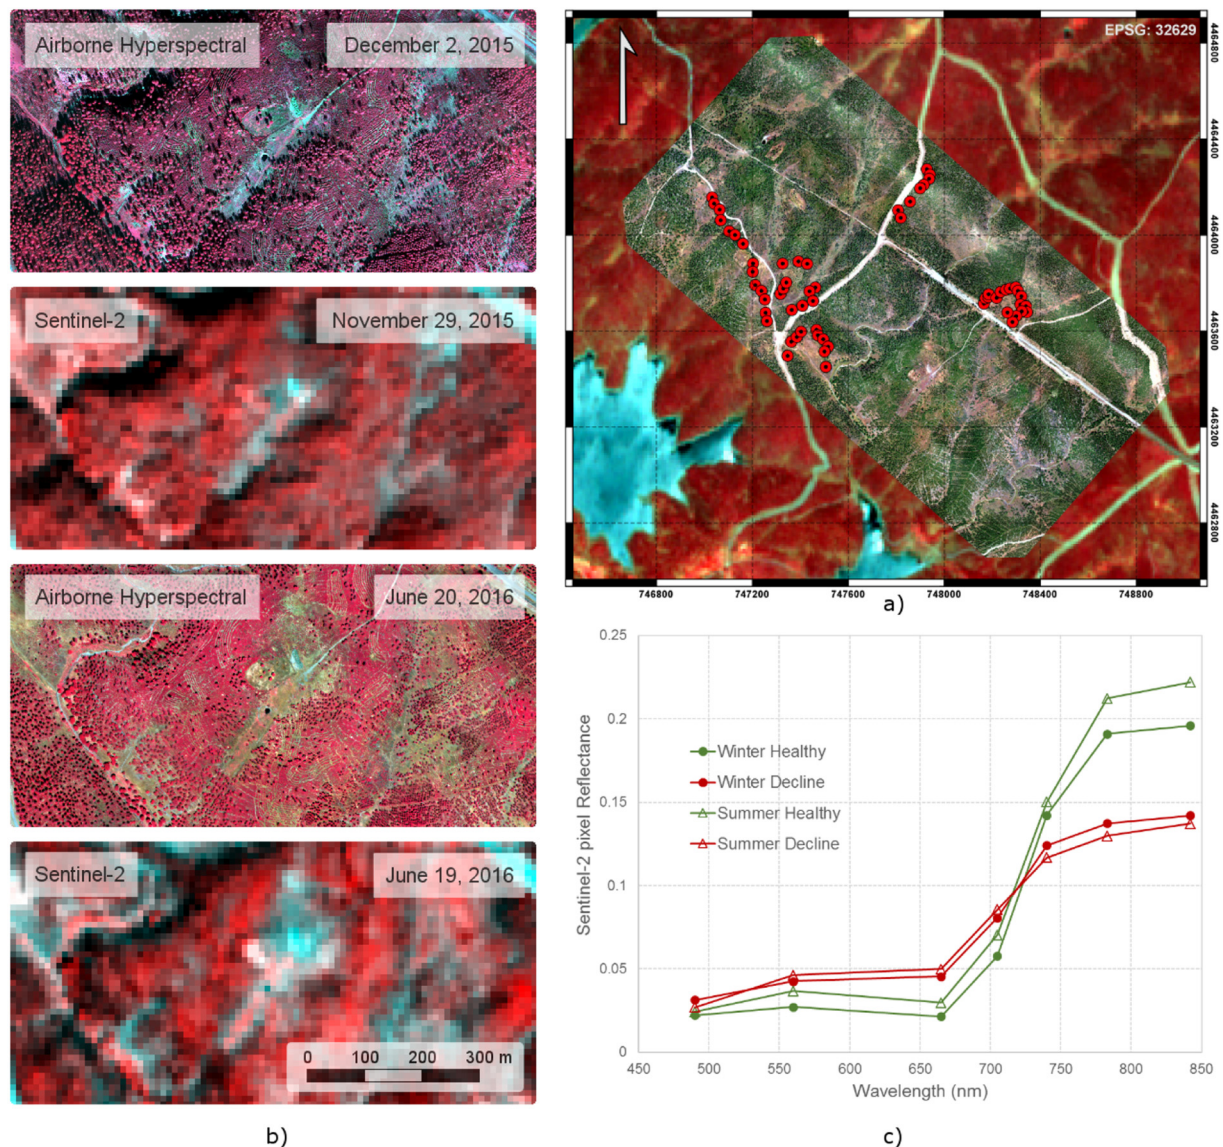 Airborne Hyperspectral
December 2, 2015
Sentinel-2
November 29, 2015
Airborne Hyperspectral
June 20, 2016
Sentinel-2
June 19, 2016
0 100 200 300 m
b)
EPSG: 32629
4464800
4464400
4464000
4463600
4463200
4462800
746800 747200 747600 748000 748400 748800
a)
0.25
0.2
0.15
0.1
0.05
0
Sentinel-2 pixel Reflectance
Winter Healthy
Winter Decline
Summer Healthy
Summer Decline
450 500 550 600 650 700 750 800 850
Wavelength (nm)
c)